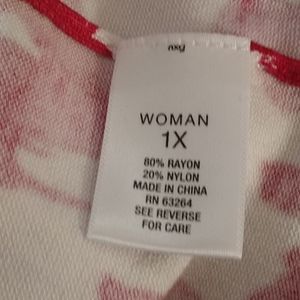 WOMAN
1X
80% RAYON
20% NYLON
MADE IN CHINA
RN 63264
SEE REVERSE
FOR CARE